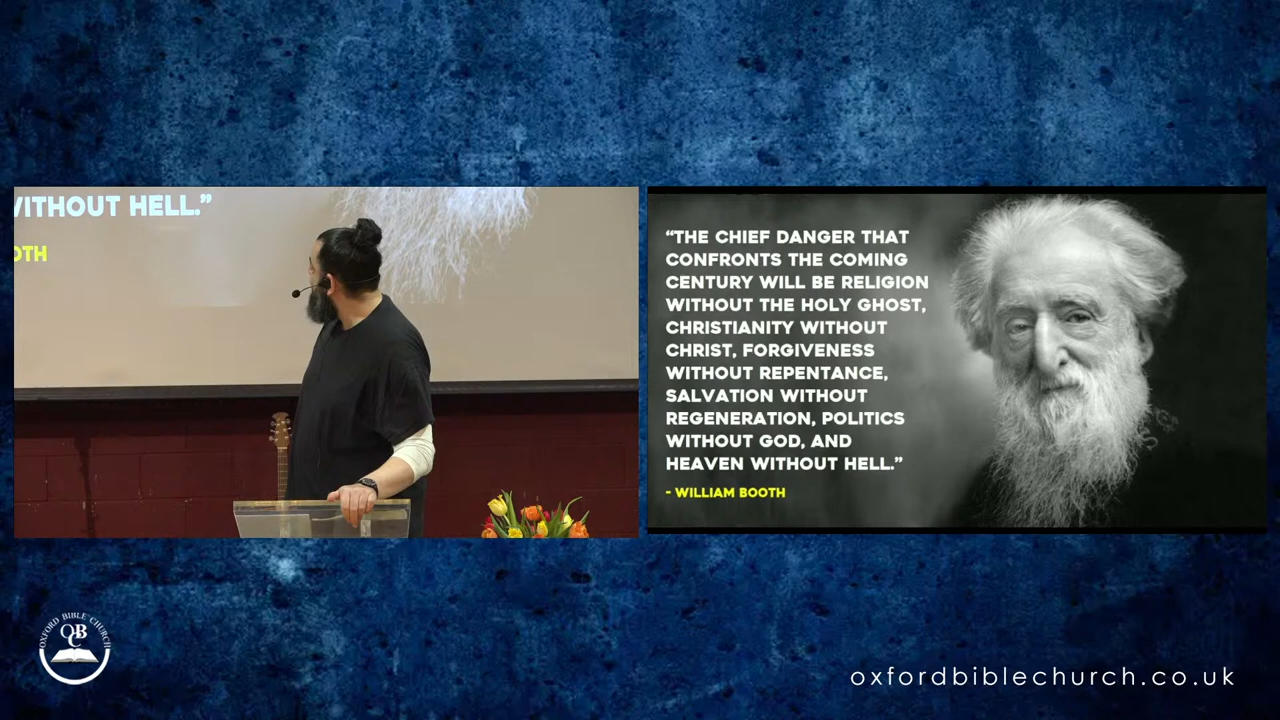 WITHOUT HELL.”
OTH
“THE CHIEF DANGER THAT
CONFRONTS THE COMING
CENTURY WILL BE RELIGION
WITHOUT THE HOLY GHOST,
CHRISTIANITY WITHOUT
CHRIST, FORGIVENESS
WITHOUT REPENTANCE,
SALVATION WITHOUT
REGENERATION, POLITICS
WITHOUT GOD, AND
HEAVEN WITHOUT HELL.”
- WILLIAM BOOTH
OXFORD BIBLE CHURCH
OBC
oxfordbiblechurch.co.uk